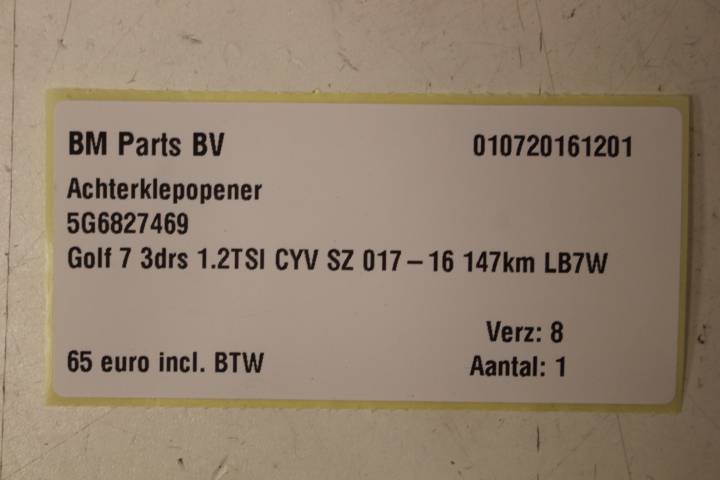 BM Parts BV 010720161201
Achterklepopener
5G6827469
Golf 7 3drs 1.2TSI CYV SZ 017-16 147km LB7W
Verz: 8
65 euro incl. BTW Aantal: 1